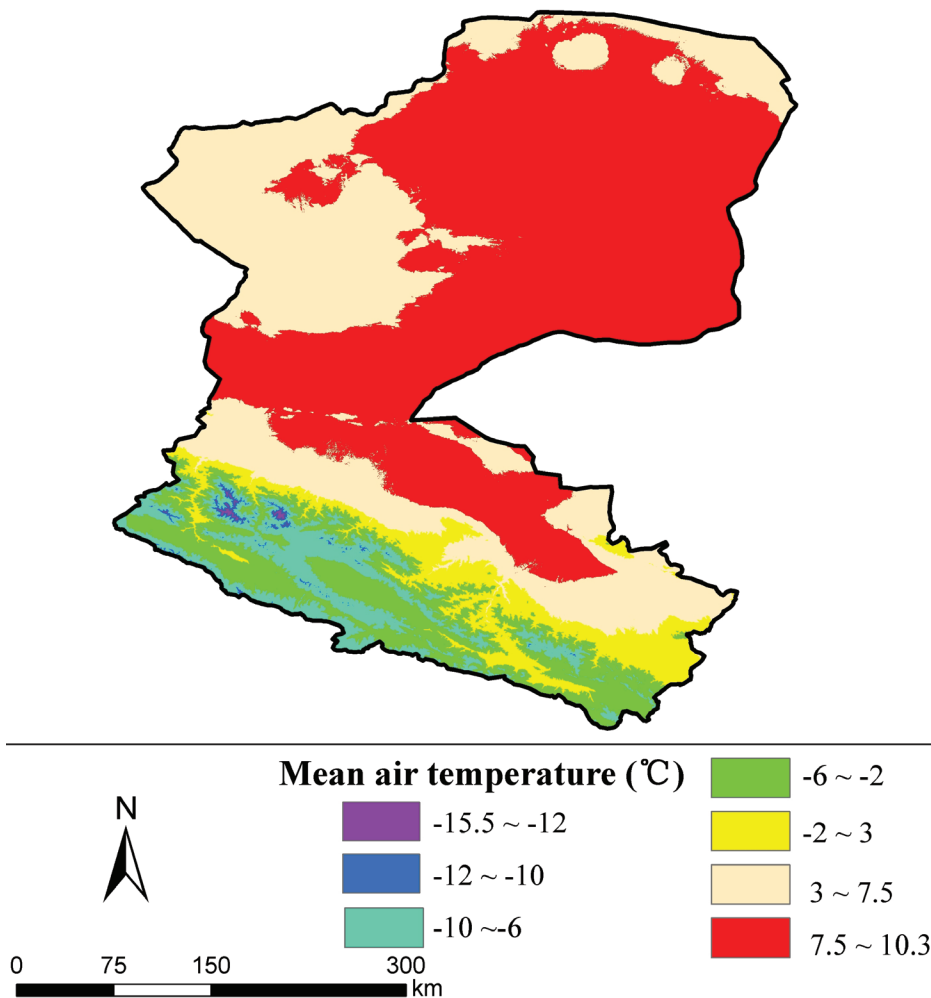 Mean air temperature (℃)
-15.5 ~ -12
-12 ~ -10
-10 ~-6
-6 ~ -2
-2 ~ 3
3 ~ 7.5
7.5 ~ 10.3
N
0 75 150 300
km